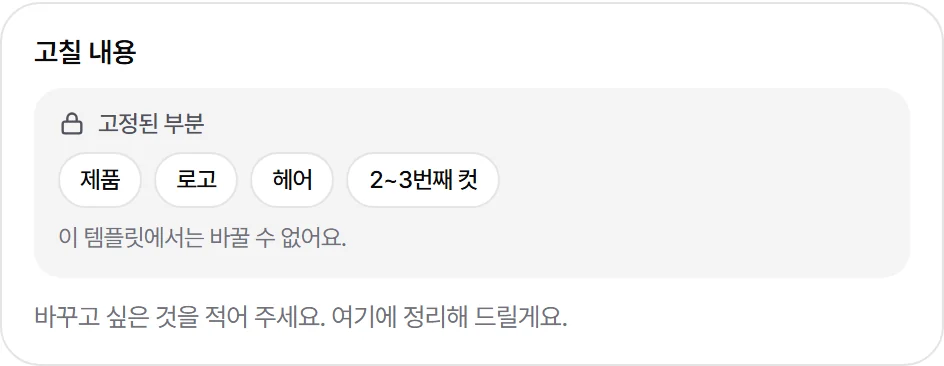 고칠 내용
고정된 부분
제품 로고 헤어 2~3번째 컷
이 템플릿에서는 바꿀 수 없어요.
바꾸고 싶은 것을 적어 주세요. 여기에 정리해 드릴게요.